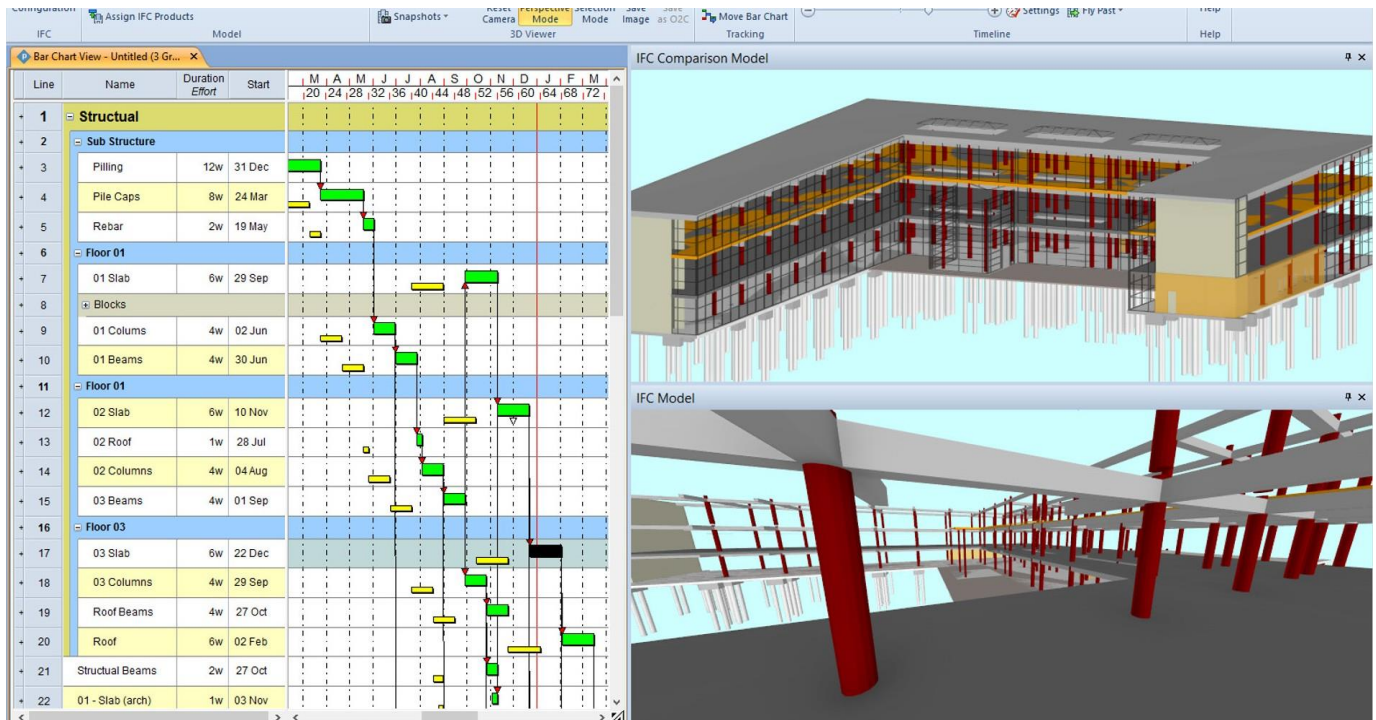 Configuration
Assign IFC Products
Snapshots
Reset Camera
Perspective Mode
Selection Mode
Save Image
Save as O2C
Move Bar Chart
Settings
Fly Past
Help
IFC
Model
3D Viewer
Tracking
Timeline
Help
Bar Chart View - Untitled (3 Gr...
IFC Comparison Model
Line Name Duration Effort Start
M A M J J A S O N D J F M
20 24 28 32 36 40 44 48 52 56 60 64 68 72
1 Structual
2 Sub Structure
3 Pilling 12w 31 Dec
4 Pile Caps 8w 24 Mar
5 Rebar 2w 19 May
6 Floor 01
7 01 Slab 6w 29 Sep
8 Blocks
9 01 Colums 4w 02 Jun
10 01 Beams 4w 30 Jun
11 Floor 01
12 02 Slab 6w 10 Nov
13 02 Roof 1w 28 Jul
14 02 Columns 4w 04 Aug
15 03 Beams 4w 01 Sep
16 Floor 03
17 03 Slab 6w 22 Dec
18 03 Columns 4w 29 Sep
19 Roof Beams 4w 27 Oct
20 Roof 6w 02 Feb
21 Structual Beams 2w 27 Oct
22 01 - Slab (arch) 1w 03 Nov
IFC Model